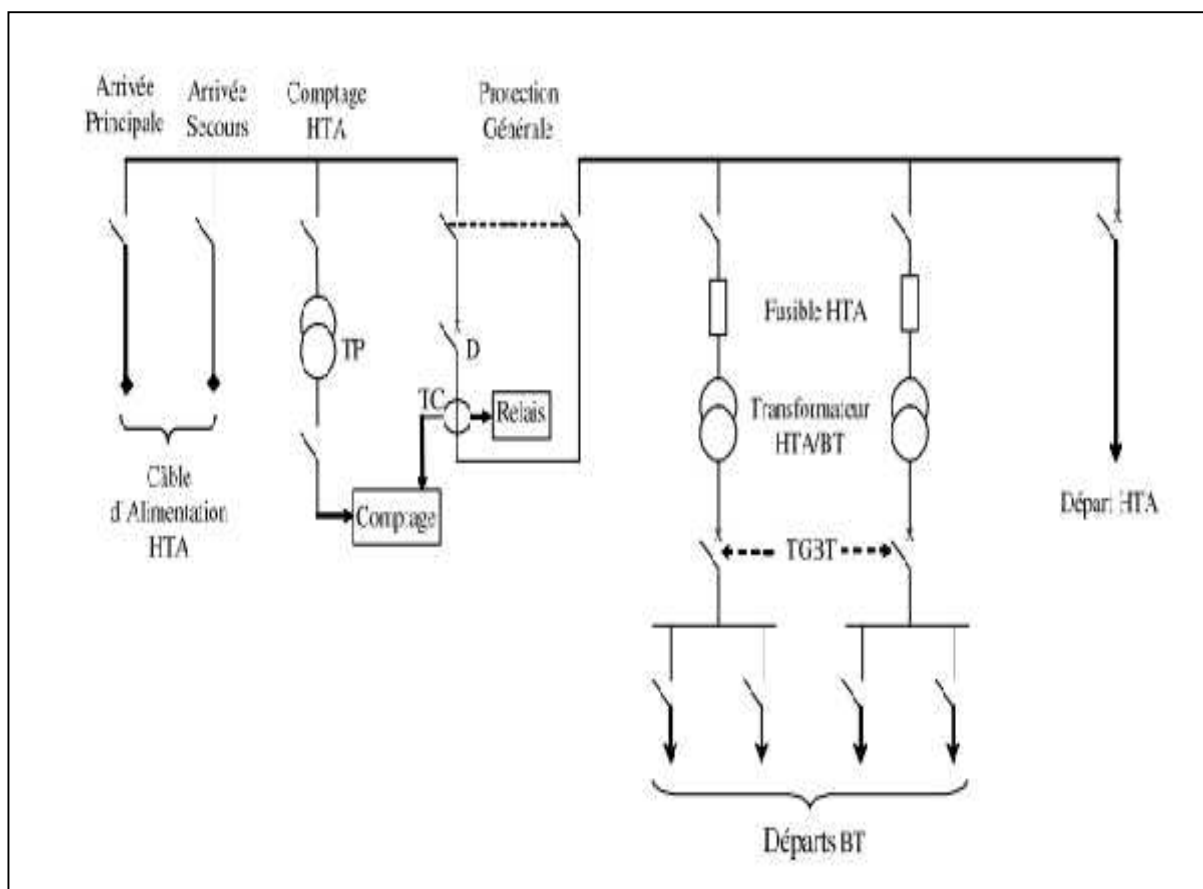 Arrivée
Principale
Arrivée
Secours
Comptage
HTA
Protection
Générale
TP
D
TC
Relais
Comptage
Câble
d'Alimentation
HTA
Fusible HTA
Transformateur
HTA/BT
Départ HTA
TGBT
Départs BT